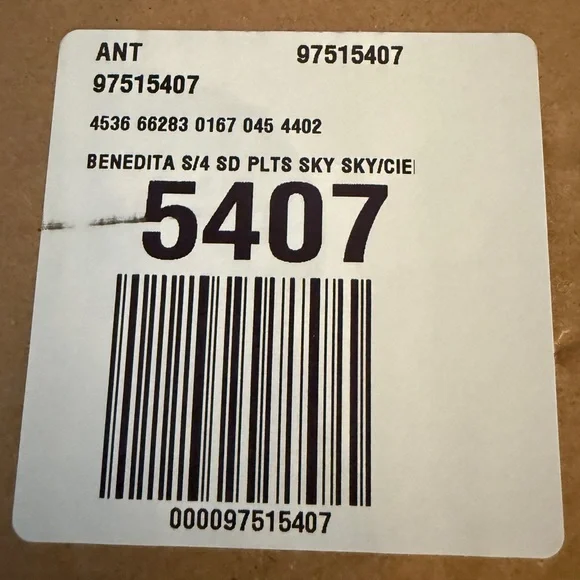 ANT 97515407
97515407
4536 66283 0167 045 4402
BENEDITA S/4 SD PLTS SKY SKY/CIE
5407
000097515407